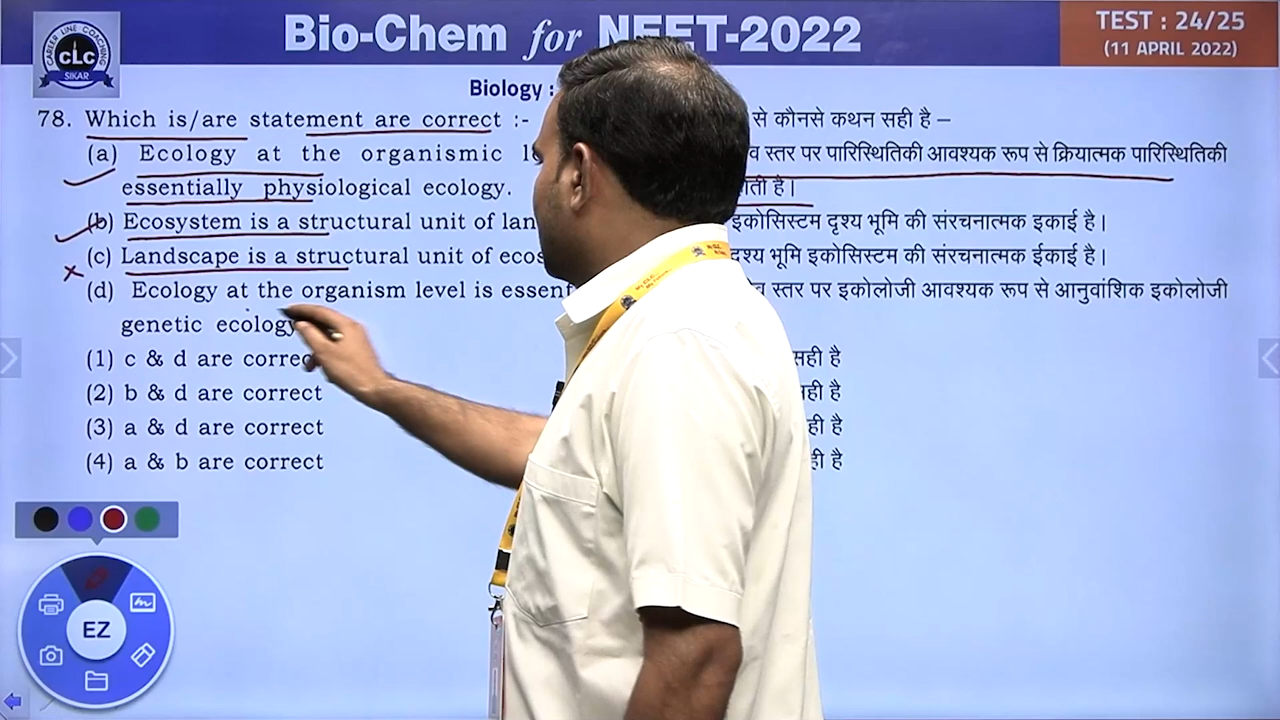 CAREER LINE COACHING
CLC
SIKAR
Bio-Chem for NEET-2022
TEST : 24/25
(11 APRIL 2022)
Biology :
78. Which is/are statement are correct :-
से कौनसे कथन सही है –
(a) Ecology at the organismic
स्तर पर पारिस्थितिकी आवश्यक रूप से क्रियात्मक पारिस्थितिकी
essentially physiological ecology.
होती है।
(b) Ecosystem is a structural unit of
इकोसिस्टम दृश्य भूमि की संरचनात्मक इकाई है।
(c) Landscape is a structural unit of
दृश्य भूमि इकोसिस्टम की संरचनात्मक ईकाई है।
(d) Ecology at the organism level is
स्तर पर इकोलोजी आवश्यक रूप से आनुवांशिक इकोलोजी
genetic ecology
(1) c & d are correct
सही है
(2) b & d are correct
सही है
(3) a & d are correct
है
(4) a & b are correct
है
EZ